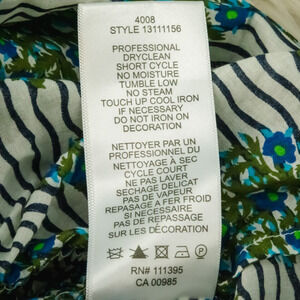 4008
STYLE 13111156
PROFESSIONAL
DRYCLEAN
SHORT CYCLE
NO MOISTURE
TUMBLE LOW
NO STEAM
TOUCH UP COOL IRON
IF NECESSARY
DO NOT IRON ON
DECORATION
NETTOYER PAR UN
PROFESSIONNEL DU
NETTOYAGE À SEC
CYCLE COURT
NE PAS LAVER
SECHAGE DELICAT
PAS DE VAPEUR
REPASAGE A FER FROID
SI NECESSAIRE
PAS DE REPASSAGE
SUR LES DÉCORATION
RN# 111395
CA 00985